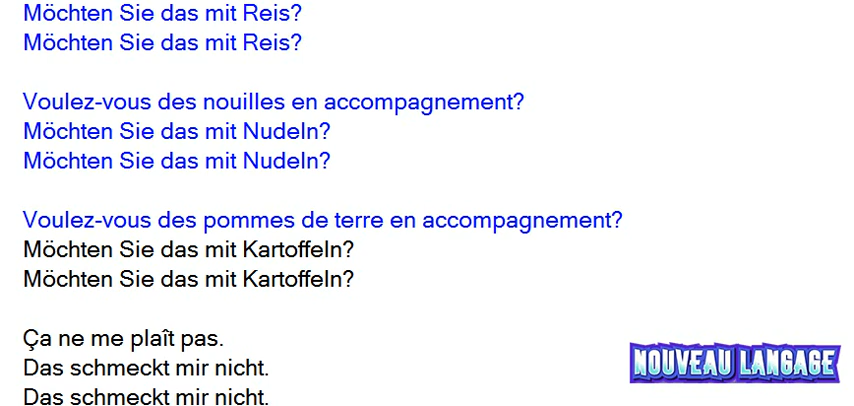 Möchten Sie das mit Reis?
Möchten Sie das mit Reis?
Voulez-vous des nouilles en accompagnement?
Möchten Sie das mit Nudeln?
Möchten Sie das mit Nudeln?
Voulez-vous des pommes de terre en accompagnement?
Möchten Sie das mit Kartoffeln?
Möchten Sie das mit Kartoffeln?
Ça ne me plaît pas.
Das schmeckt mir nicht.
Das schmeckt mir nicht.
NOUVEAU LANGAGE